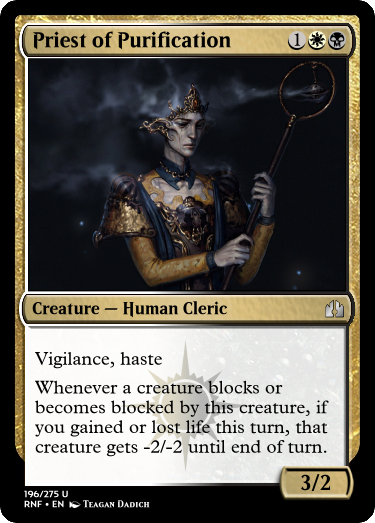 Priest of Purification 1
Creature — Human Cleric
Vigilance, haste
Whenever a creature blocks or
becomes blocked by this creature, if
you gained or lost life this turn, that
creature gets -2/-2 until end of turn.
3/2
196/275 U
RNF • EN Teagan Dadich